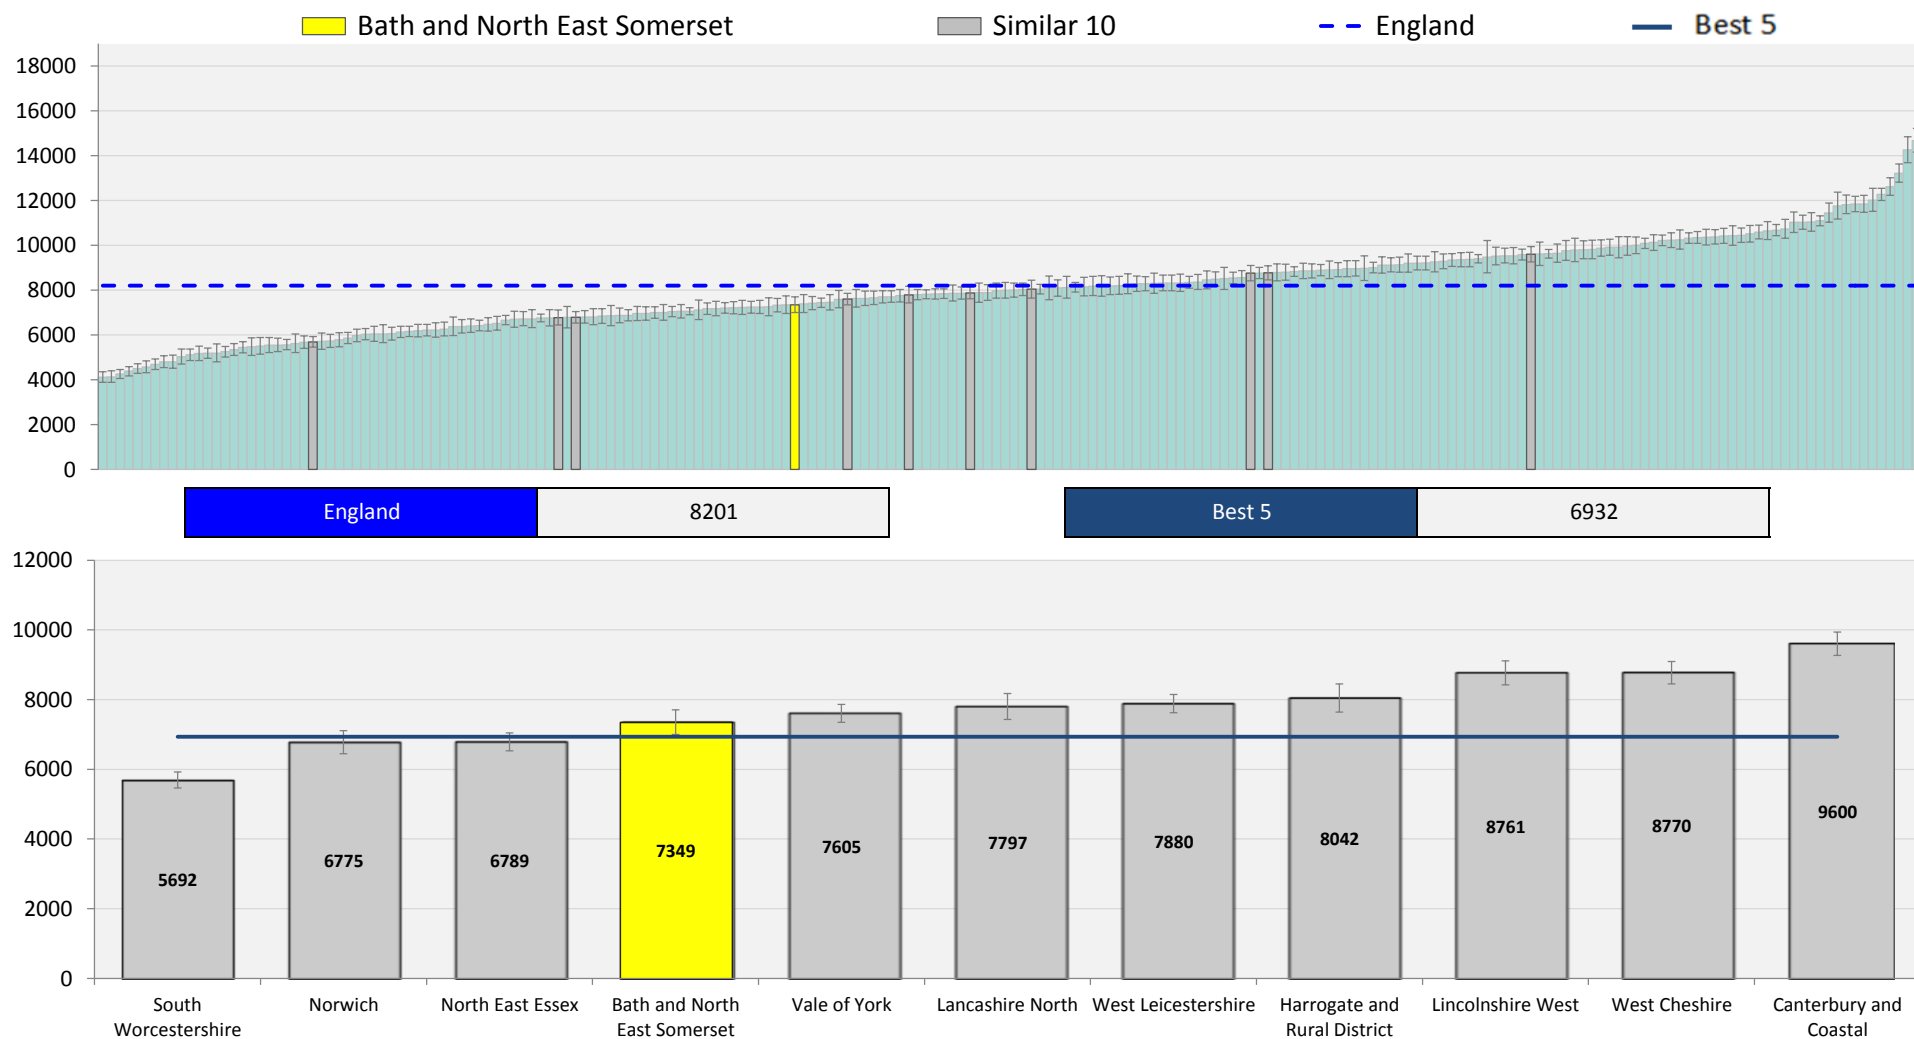 Bath and North East Somerset Similar 10 England Best 5
18000
16000
14000
12000
10000
8000
6000
4000
2000
0
England 8201 Best 5 6932
12000
10000
8000
6000
4000
2000
0
5692 6775 6789 7349 7605 7797 7880 8042 8761 8770 9600
South Worcestershire
Norwich
North East Essex
Bath and North East Somerset
Vale of York
Lancashire North
West Leicestershire
Harrogate and Rural District
Lincolnshire West
West Cheshire
Canterbury and Coastal